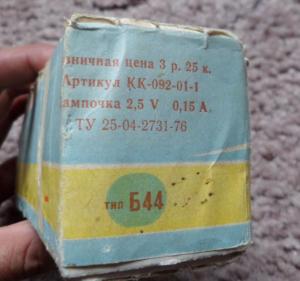 зничная цена 3 р. 25 к.
Артикул КК-092-01-1
ампочка 2,5 V 0,15 А.
ТУ 25-04-2731-76
тип Б44